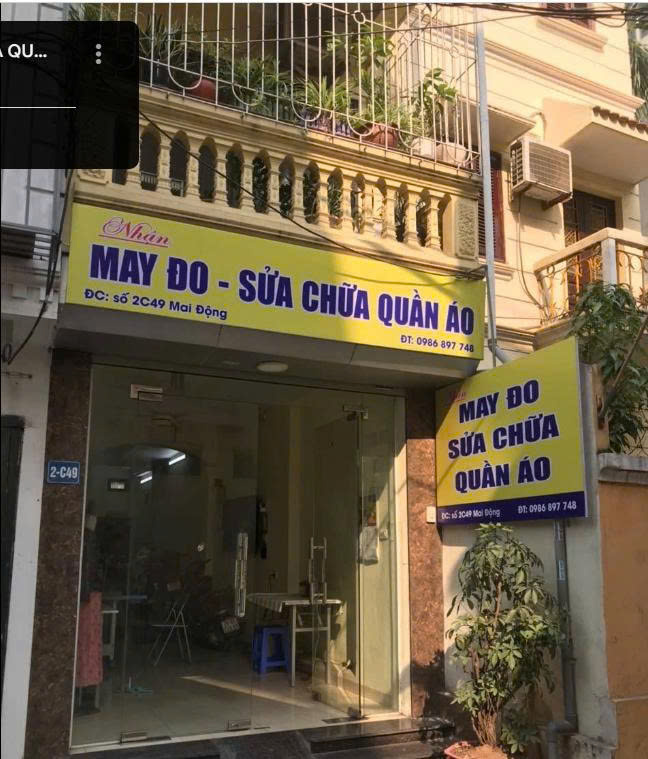 A QU...
Nhân
MAY ĐO - SỬA CHỮA QUẦN ÁO
ĐC: số 2C49 Mai Động
ĐT: 0986 897 748
2-C49
MAY ĐO
SỬA CHỮA
QUẦN ÁO
ĐC: số 2C49 Mai Động ĐT: 0986 897 748